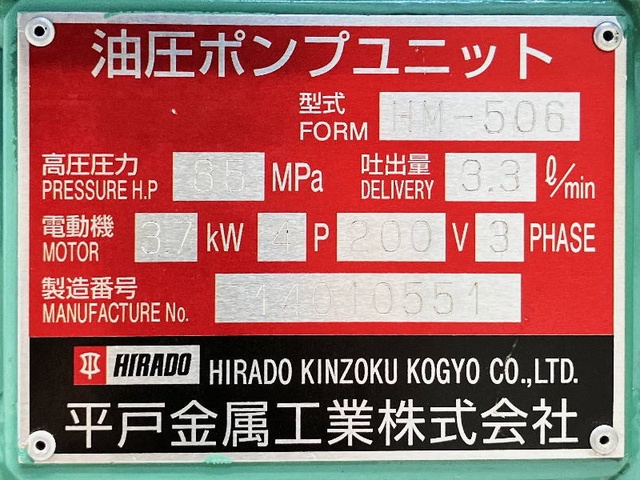 油圧ポンプユニット
型式 FORM HM-506
高圧圧力 PRESSURE H.P 65 MPa 吐出量 DELIVERY 3.3 ℓ/min
電動機 MOTOR 3.7 kW 4 P 200 V 3 PHASE
製造番号 MANUFACTURE No. 14010551
HIRADO HIRADO KINZOKU KOGYO CO.,LTD.
平戸金属工業株式会社